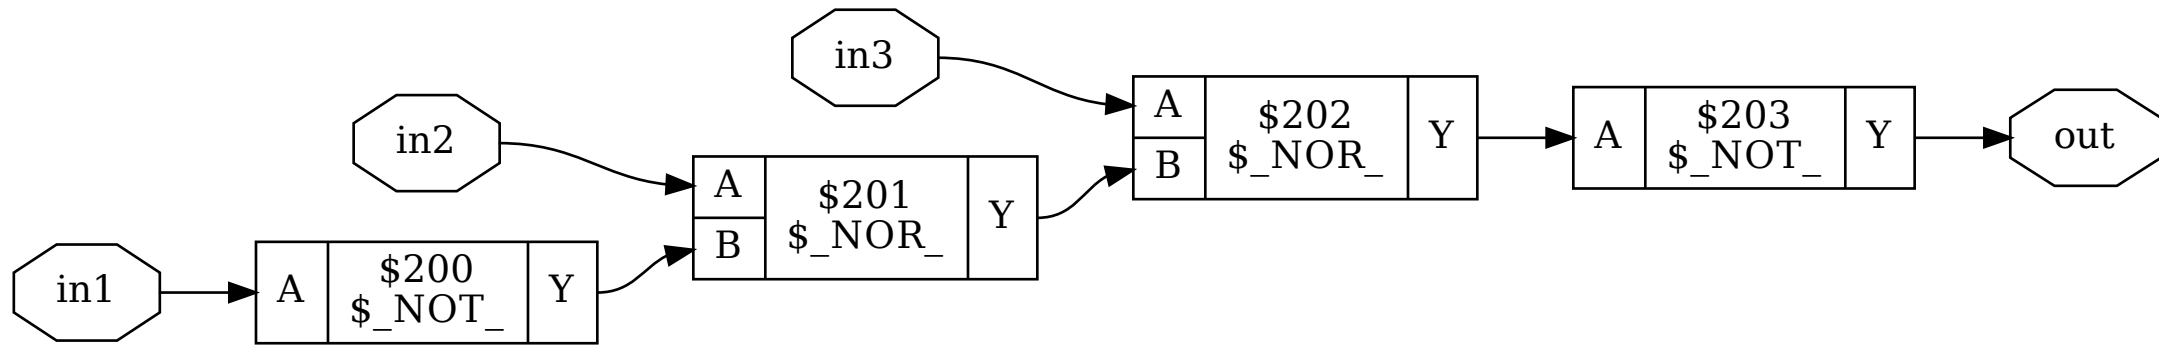 in3
in2
in1
A
$200
$_NOT_
Y
A
B
$201
$_NOR_
Y
A
B
$202
$_NOR_
Y
A
$203
$_NOT_
Y
out